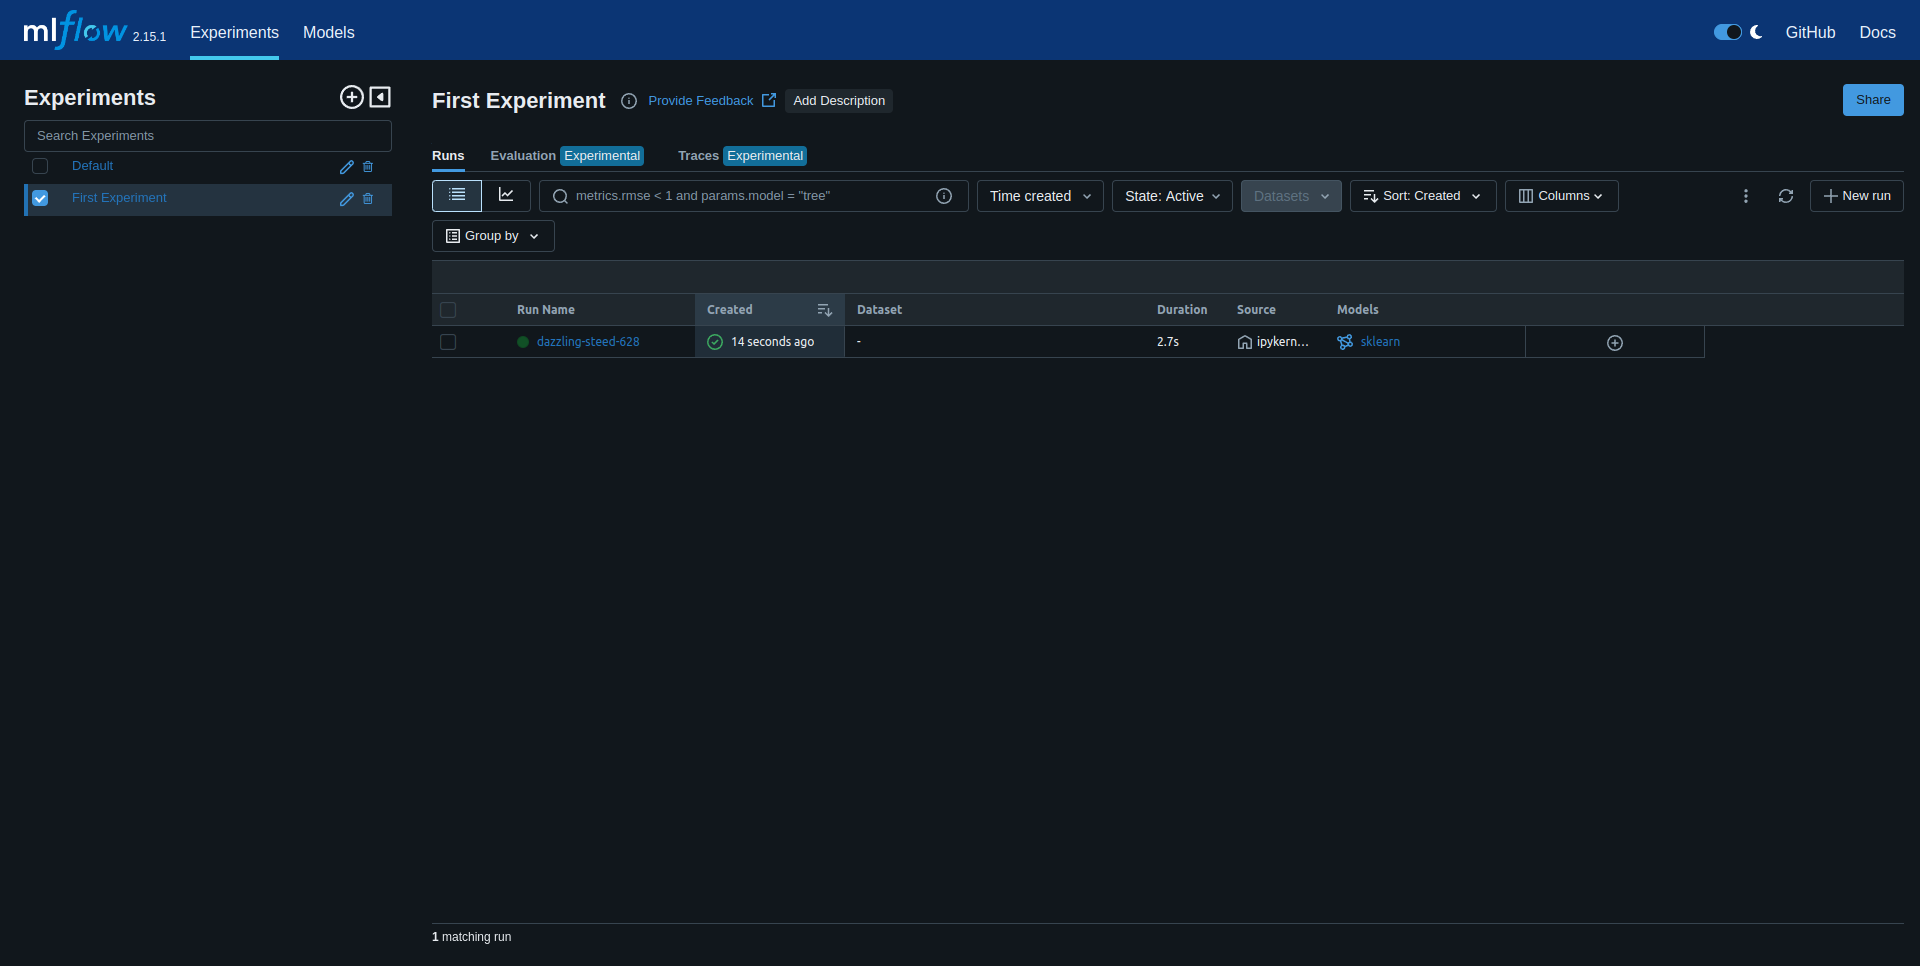 mlflow 2.15.1 Experiments Models GitHub Docs
Experiments
Search Experiments
Default
First Experiment
First Experiment Provide Feedback Add Description Share
Runs Evaluation Experimental Traces Experimental
metrics.rmse < 1 and params.model = "tree" Time created State: Active Datasets Sort: Created Columns New run
Group by
Run Name Created Dataset Duration Source Models
dazzling-steed-628 14 seconds ago - 2.7s ipykern... sklearn
1 matching run